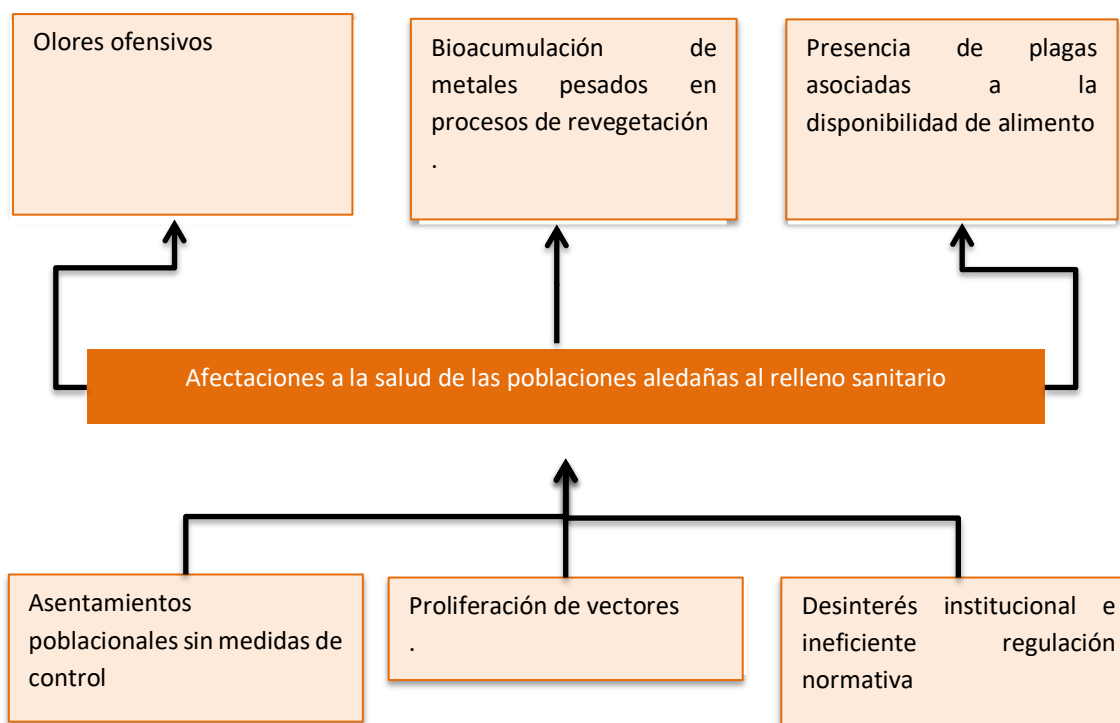 Olores ofensivos
Bioacumulación de
metales pesados en
procesos de revegetación
.
Presencia de plagas
asociadas a la
disponibilidad de alimento
Afectaciones a la salud de las poblaciones aledañas al relleno sanitario
Asentamientos
poblacionales sin medidas de
control
Proliferación de vectores
.
Desinterés institucional e
ineficiente regulación
normativa